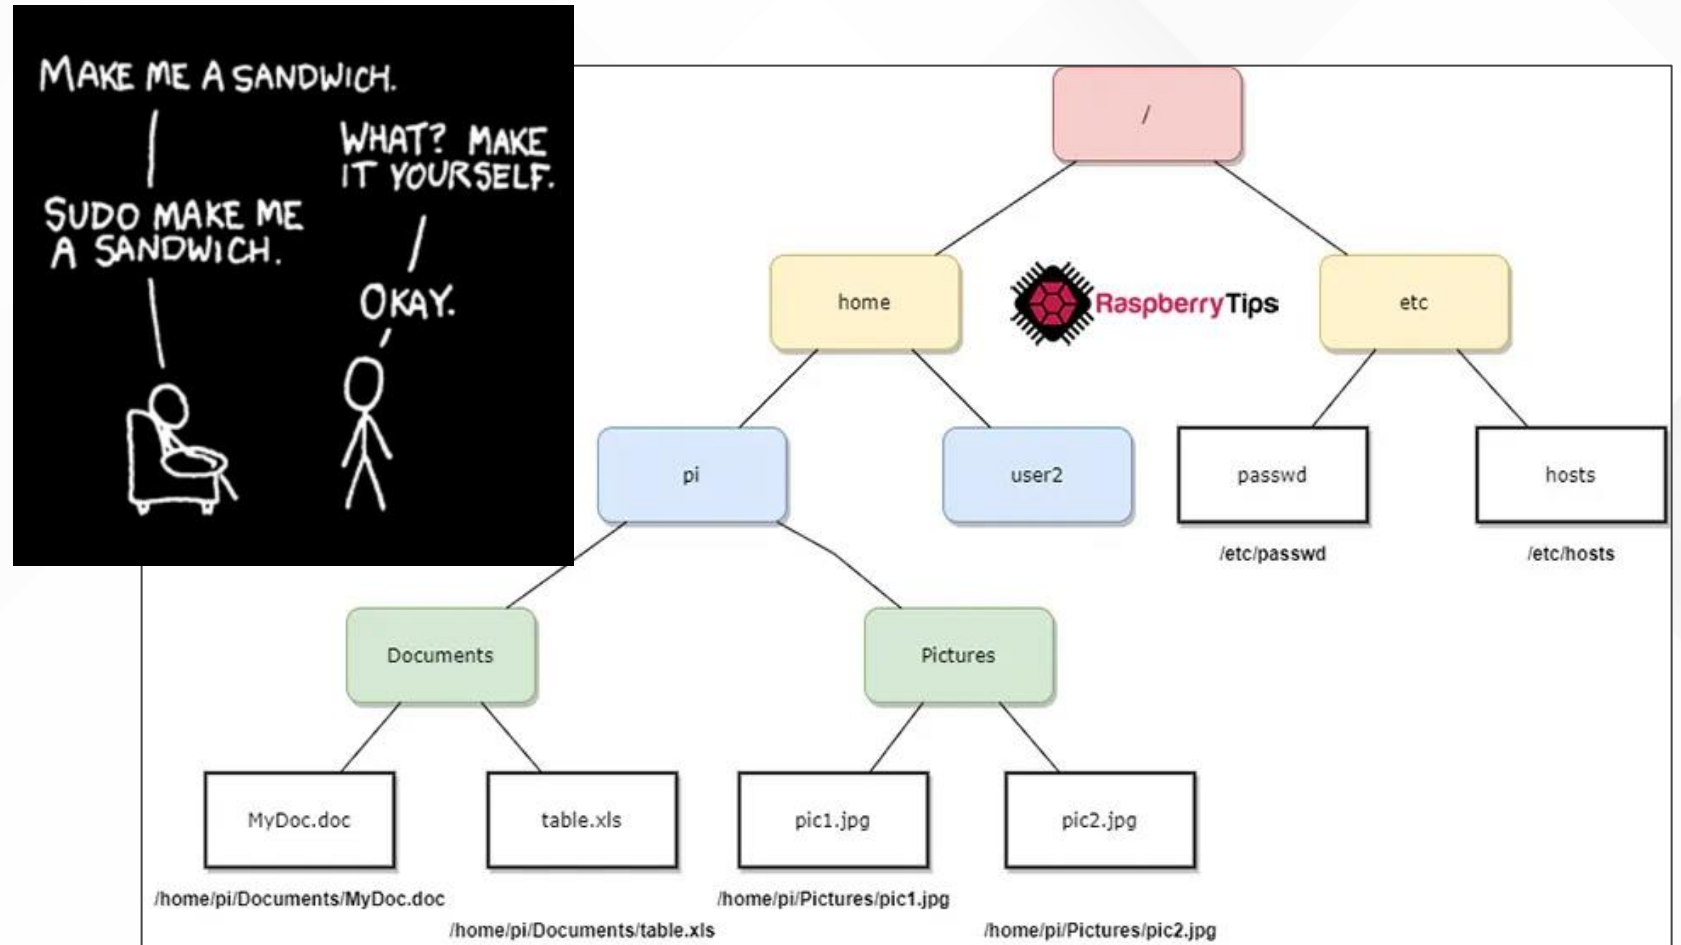 MAKE ME A SANDWICH.
WHAT? MAKE
IT YOURSELF.
SUDO MAKE ME
A SANDWICH.
OKAY.
/
home
RaspberryTips
etc
pi
user2
passwd
hosts
/etc/passwd
/etc/hosts
Documents
Pictures
MyDoc.doc
table.xls
pic1.jpg
pic2.jpg
/home/pi/Documents/MyDoc.doc
/home/pi/Documents/table.xls
/home/pi/Pictures/pic1.jpg
/home/pi/Pictures/pic2.jpg